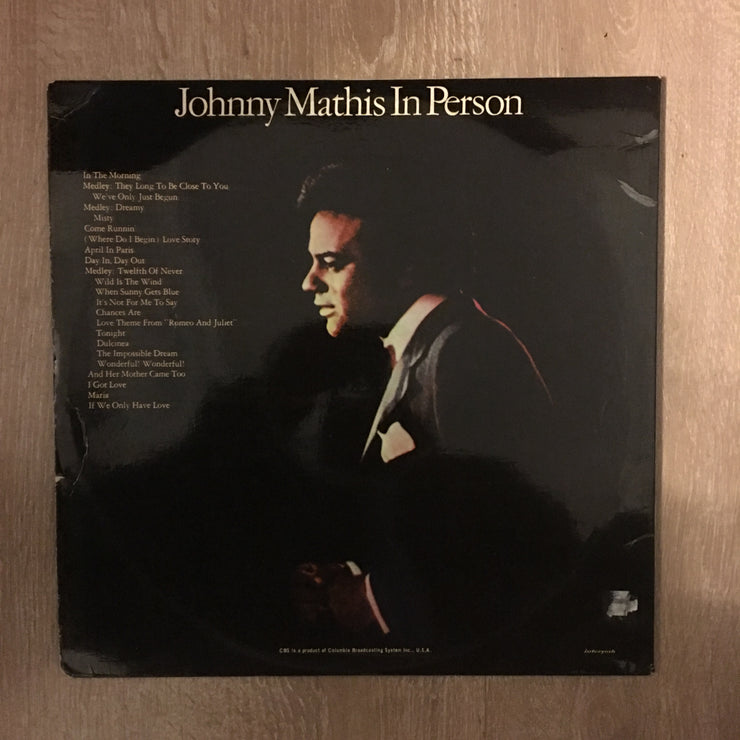 Johnny Mathis In Person
In The Morning
Medley: They Long To Be Close To You
We've Only Just Begun
Medley: Dreamy
Misty
Come Runnin
(Where Do I Begin) Love Story
April In Paris
Day In, Day Out
Medley: Twelfth Of Never
Wild Is The Wind
When Sunny Gets Blue
It's Not For Me To Say
Chances Are
Love Theme From "Romeo And Juliet"
Tonight
Dulcinea
The Impossible Dream
Wonderful! Wonderful!
And Her Mother Came Too
I Got Love
Maria
If We Only Have Love
CBS is a product of Columbia Broadcasting System Inc., U.S.A.